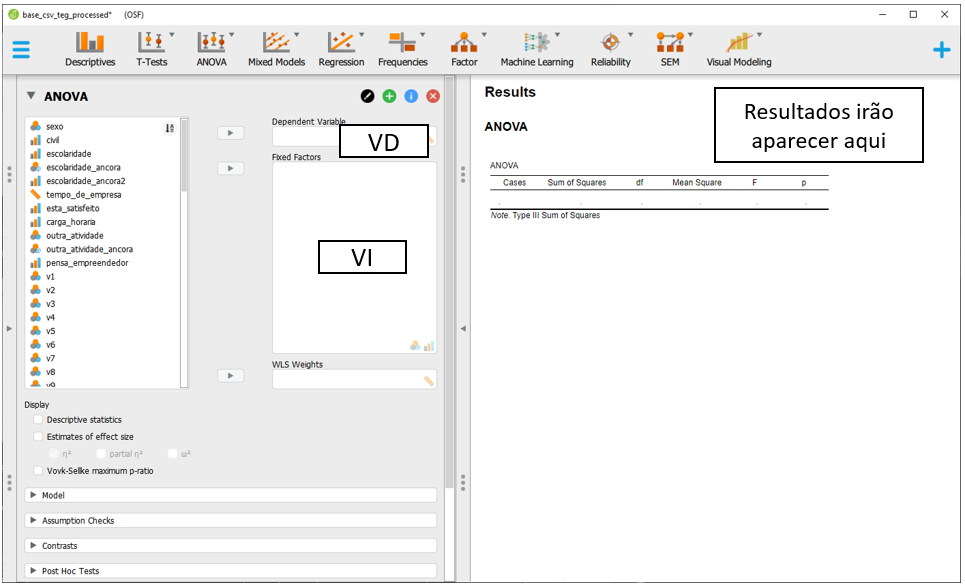 base_csv_teg_processed* (OSF)
Descriptives T-Tests ANOVA Mixed Models Regression Frequencies Factor Machine Learning Reliability SEM Visual Modeling
ANOVA
sexo
civil
escolaridade
escolaridade_ancora
escolaridade_ancora2
tempo_de_empresa
esta_satisfeito
carga_horaria
outra_atividade
outra_atividade_ancora
pensa_empreendedor
v1
v2
v3
v4
v5
v6
v7
v8
v9
Dependent Variable
VD
Fixed Factors
VI
WLS Weights
Display
Descriptive statistics
Estimates of effect size
η² partial η² ω²
Vovk-Sellke maximum p-ratio
Model
Assumption Checks
Contrasts
Post Hoc Tests
Results
Resultados irão
aparecer aqui
ANOVA
ANOVA
Cases Sum of Squares df Mean Square F p
. . . . . .
Note. Type III Sum of Squares